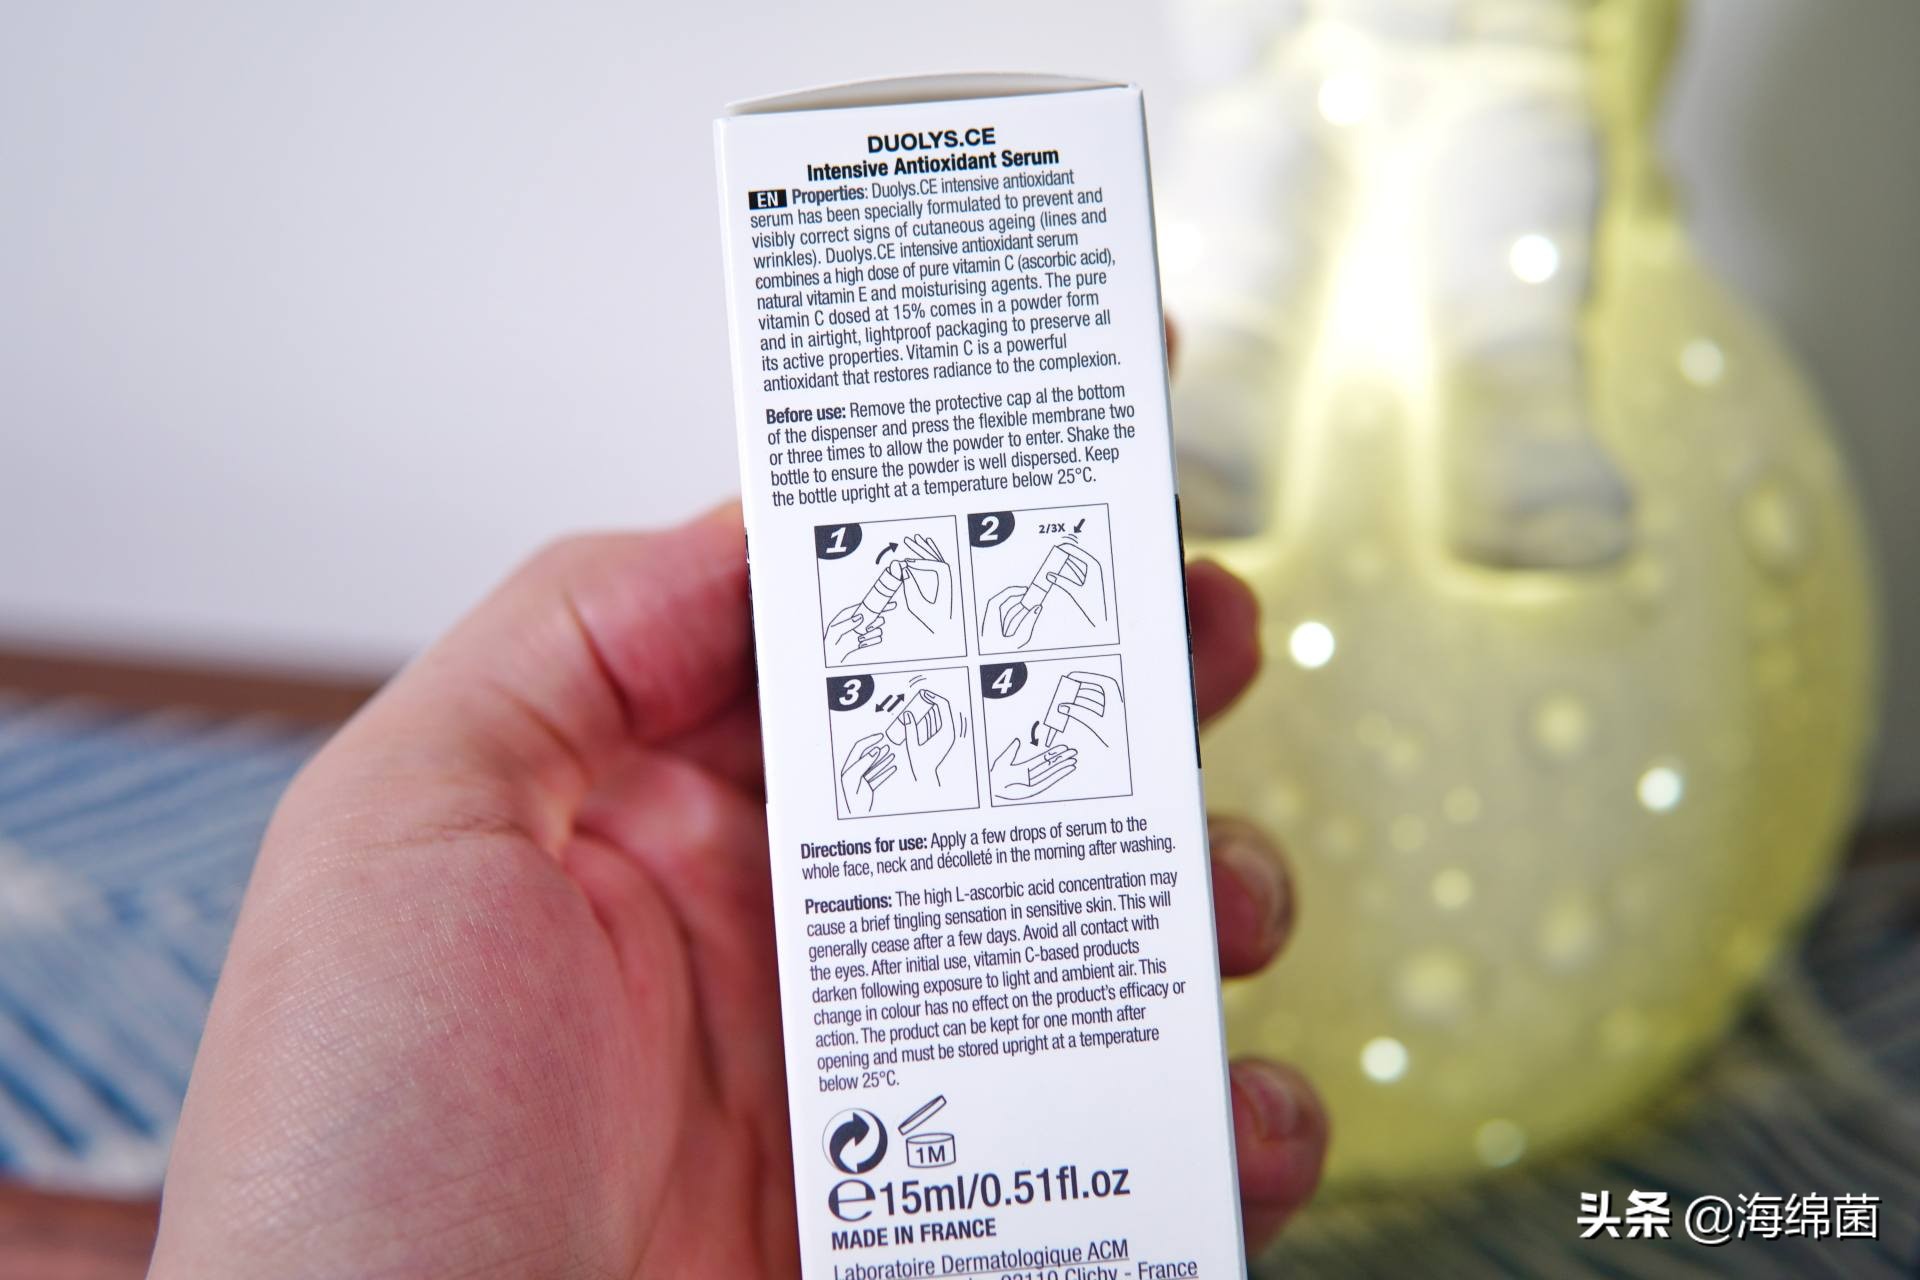 DUOLYS.CE
Intensive Antioxidant Serum
EN Properties: Duolys.CE intensive antioxidant
serum has been specially formulated to prevent and
visibly correct signs of cutaneous ageing (lines and
wrinkles). Duolys.CE intensive antioxidant serum
combines a high dose of pure vitamin C (ascorbic acid),
natural vitamin E and moisturising agents. The pure
vitamin C dosed at 15% comes in a powder form
and in airtight, lightproof packaging to preserve all
its active properties. Vitamin C is a powerful
antioxidant that restores radiance to the complexion.
Before use: Remove the protective cap al the bottom
of the dispenser and press the flexible membrane two
or three times to allow the powder to enter. Shake the
bottle to ensure the powder is well dispersed. Keep
the bottle upright at a temperature below 25°C.
1
2
2/3X
3
4
Directions for use: Apply a few drops of serum to the
whole face, neck and décolleté in the morning after washing.
Precautions: The high L-ascorbic acid concentration may
cause a brief tingling sensation in sensitive skin. This will
generally cease after a few days. Avoid all contact with
the eyes. After initial use, vitamin C-based products
darken following exposure to light and ambient air. This
change in colour has no effect on the product's efficacy or
action. The product can be kept for one month after
opening and must be stored upright at a temperature
below 25°C.
1M
℮15ml/0.51fl.oz
MADE IN FRANCE
Laboratoire Dermatologique ACM
Clichy - France
头条 @海绵菌